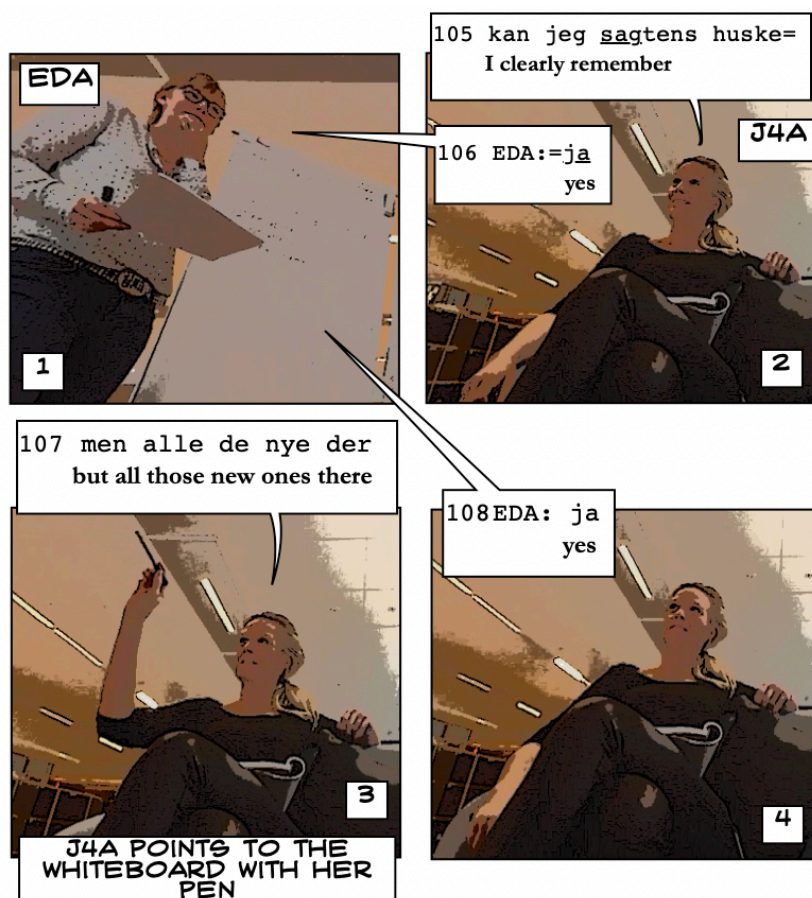 105 kan jeg sagtens huske=
I clearly remember
EDA
106 EDA:=ja
yes
J4A
1
2
107 men alle de nye der
but all those new ones there
108EDA: ja
yes
3
4
J4A POINTS TO THE
WHITEBOARD WITH HER
PEN